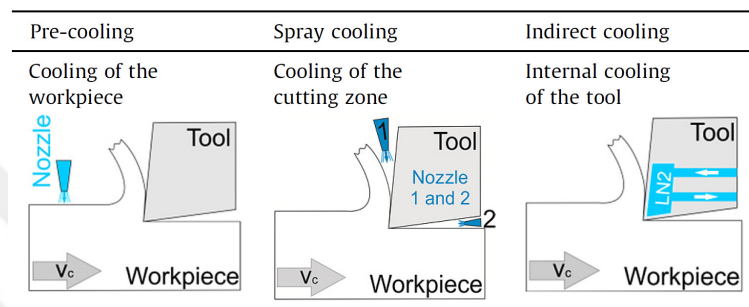 Pre-cooling
Spray cooling
Indirect cooling
Cooling of the
workpiece
Cooling of the
cutting zone
Internal cooling
of the tool
Nozzle
Tool
Vc
Workpiece
1
Tool
Nozzle
1 and 2
2
Vc
Workpiece
Tool
LN2
Vc
Workpiece